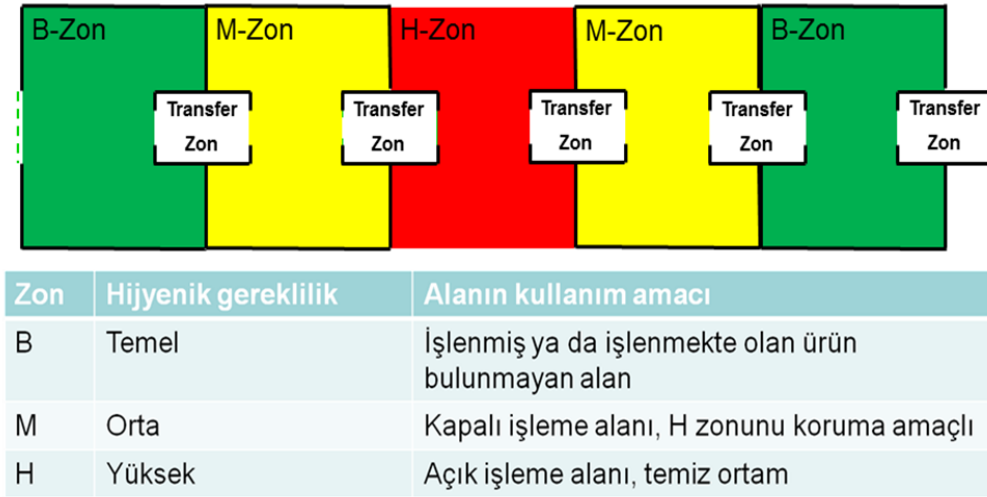 B-Zon M-Zon H-Zon M-Zon B-Zon
Transfer Transfer Transfer Transfer Transfer
Zon Zon Zon Zon Zon
Zon Hijyenik gereklilik Alanın kullanım amacı
B Temel İşlenmiş ya da işlenmekte olan ürün
bulunmayan alan
M Orta Kapalı işleme alanı, H zonunu koruma amaçlı
H Yüksek Açık işleme alanı, temiz ortam